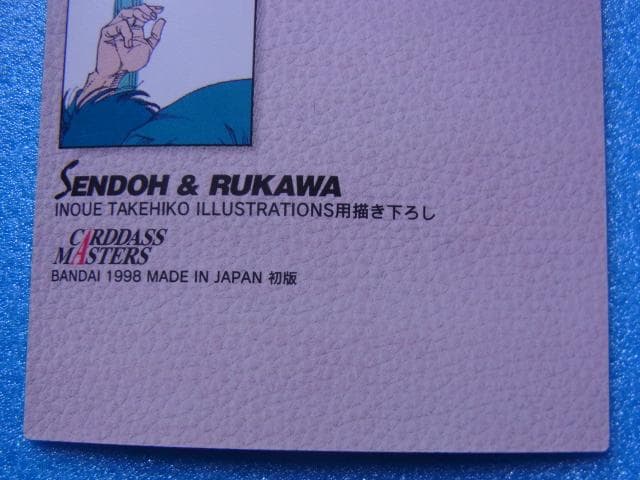 SENDOH & RUKAWA
INOUE TAKEHIKO ILLUSTRATIONS用描き下ろし
CARDDASS
MASTERS
BANDAI 1998 MADE IN JAPAN 初版